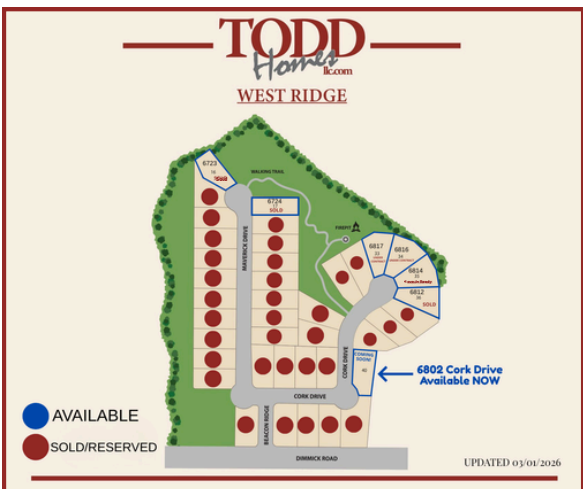 TODD
Homes
llc.com
WEST RIDGE
6723
WALKING TRAIL
6724
SOLD
FIREPIT
6817
6816
6814
6812
SOLD
MAVERICK DRIVE
CORK DRIVE
COMING
SOON!
40
6802 Cork Drive
Available NOW
CORK DRIVE
BEACON RIDGE
AVAILABLE
SOLD/RESERVED
DIMMICK ROAD
UPDATED 03/01/2026